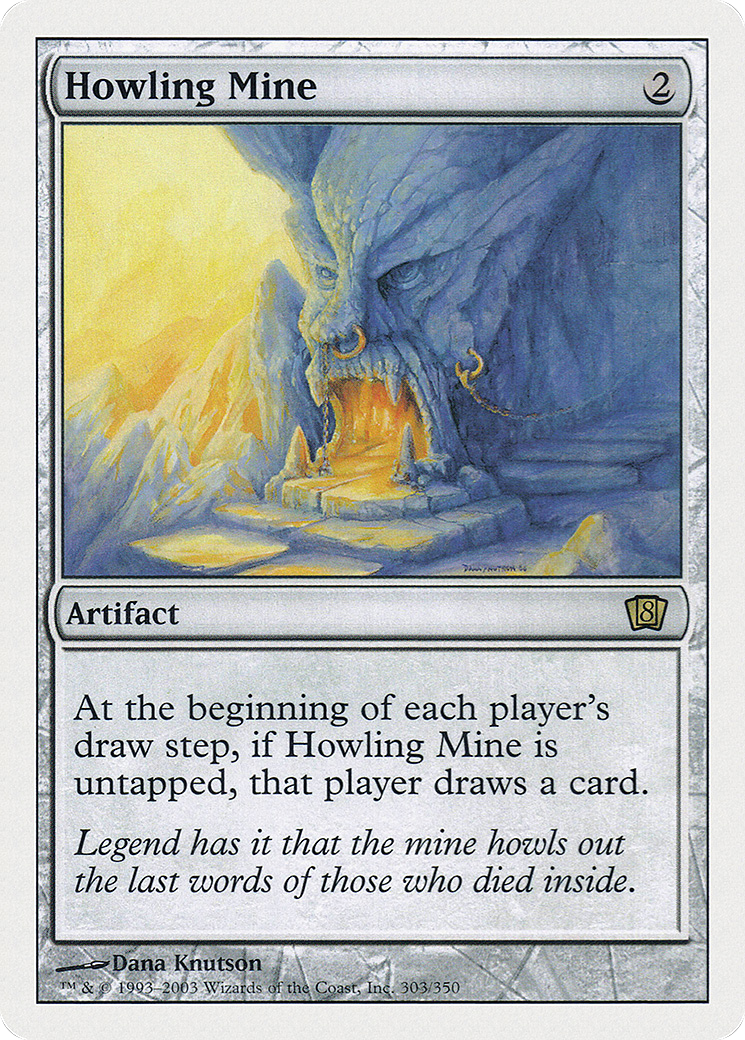 Howling Mine 2
Artifact 8
At the beginning of each player's
draw step, if Howling Mine is
untapped, that player draws a card.
Legend has it that the mine howls out
the last words of those who died inside.
Dana Knutson
™ & © 1993–2003 Wizards of the Coast, Inc. 303/350